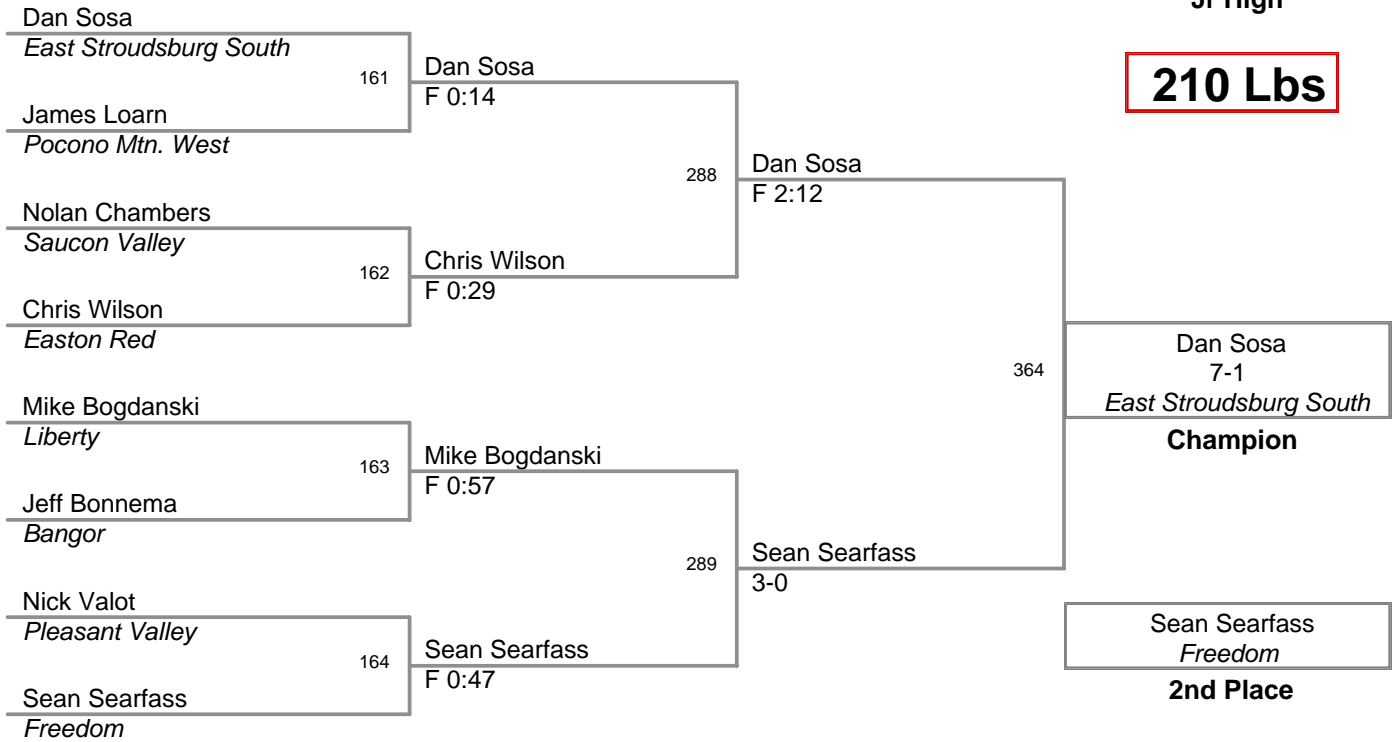 Jr High
210 Lbs
Dan Sosa
East Stroudsburg South
161
James Loarn
Pocono Mtn. West
Dan Sosa
F 0:14
Nolan Chambers
Saucon Valley
162
Chris Wilson
Easton Red
Chris Wilson
F 0:29
288
Dan Sosa
F 2:12
Mike Bogdanski
Liberty
163
Jeff Bonnema
Bangor
Mike Bogdanski
F 0:57
Nick Valot
Pleasant Valley
164
Sean Searfass
Freedom
Sean Searfass
F 0:47
289
Sean Searfass
3-0
364
Dan Sosa
7-1
East Stroudsburg South
Champion
Sean Searfass
Freedom
2nd Place